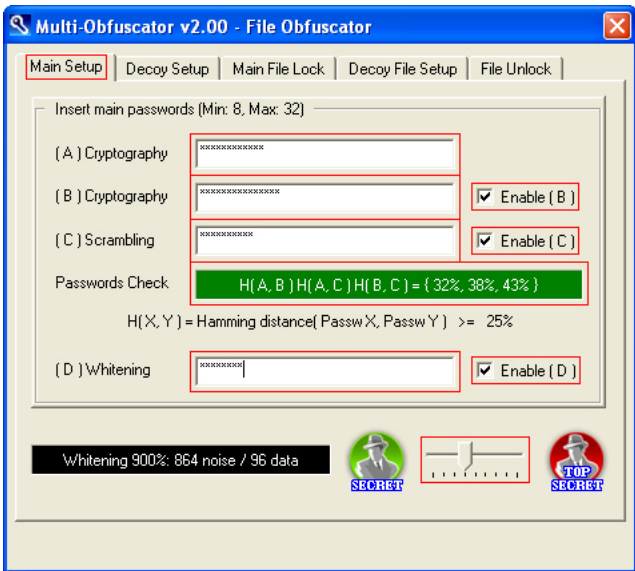 Multi-Obfuscator v2.00 - File Obfuscator
Main Setup Decoy Setup Main File Lock Decoy File Setup File Unlock
Insert main passwords (Min: 8, Max: 32)
( A ) Cryptography ************
( B ) Cryptography *************** Enable ( B )
( C ) Scrambling ********** Enable ( C )
Passwords Check H( A, B ) H( A, C ) H( B, C ) = { 32%, 38%, 43% }
H( X, Y ) = Hamming distance( Passw X, Passw Y ) >= 25%
( D ) Whitening ******** Enable ( D )
Whitening 900%: 864 noise / 96 data
SECRET
TOP SECRET